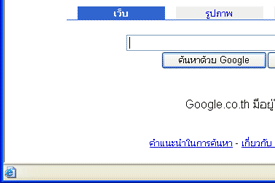 เว็บ รูปภาพ
ค้นหาด้วย Google
Google.co.th มีอยู่
คำแนะนำในการค้นหา - เกี่ยวกับ